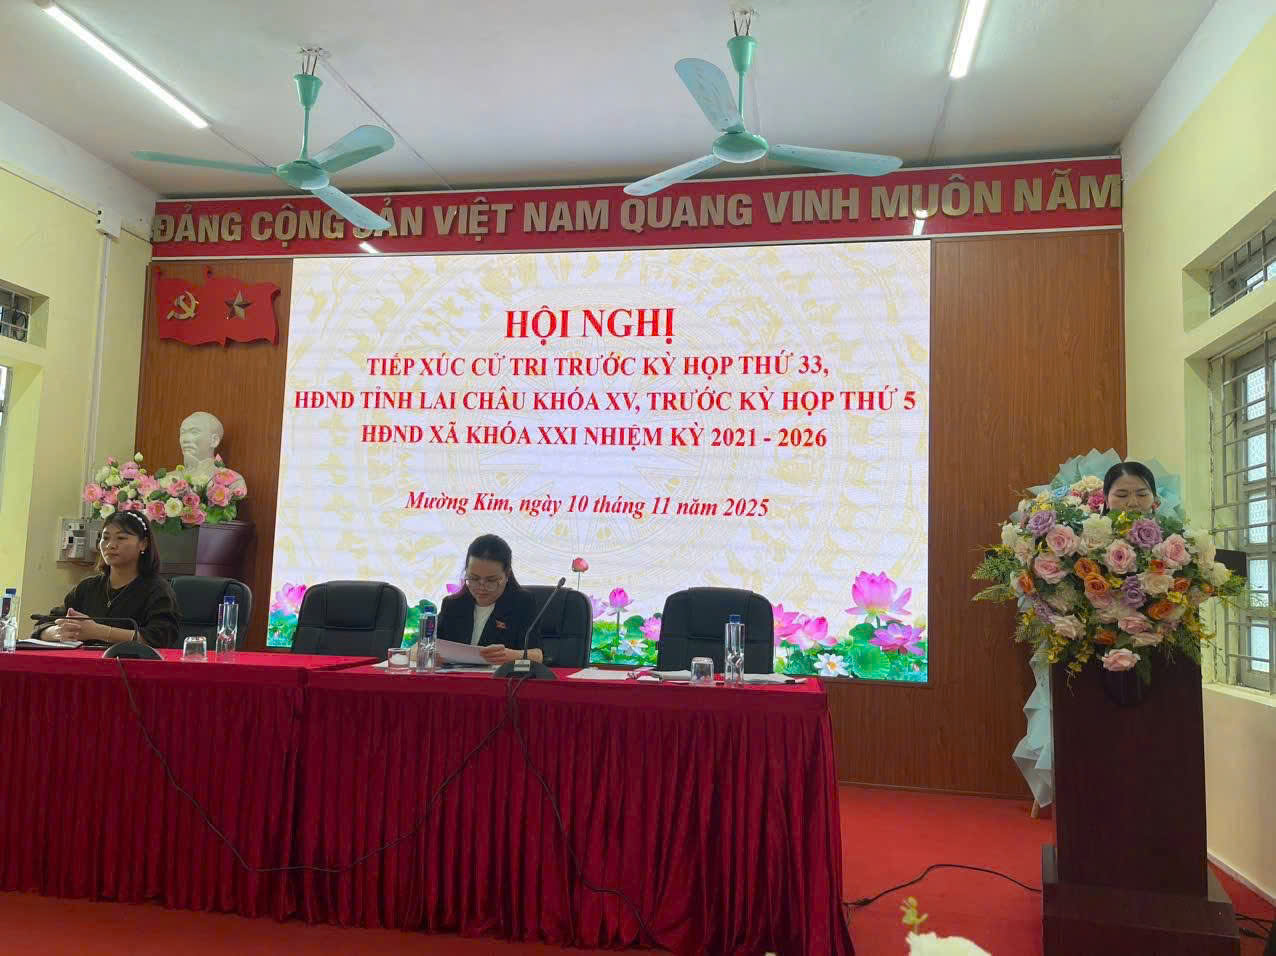 ĐẢNG CỘNG SẢN VIỆT NAM QUANG VINH MUÔN NĂM
HỘI NGHỊ
TIẾP XÚC CỬ TRI TRƯỚC KỲ HỌP THỨ 33,
HĐND TỈNH LAI CHÂU KHÓA XV, TRƯỚC KỲ HỌP THỨ 5
HĐND XÃ KHÓA XXI NHIỆM KỲ 2021 - 2026
Mường Kim, ngày 10 tháng 11 năm 2025